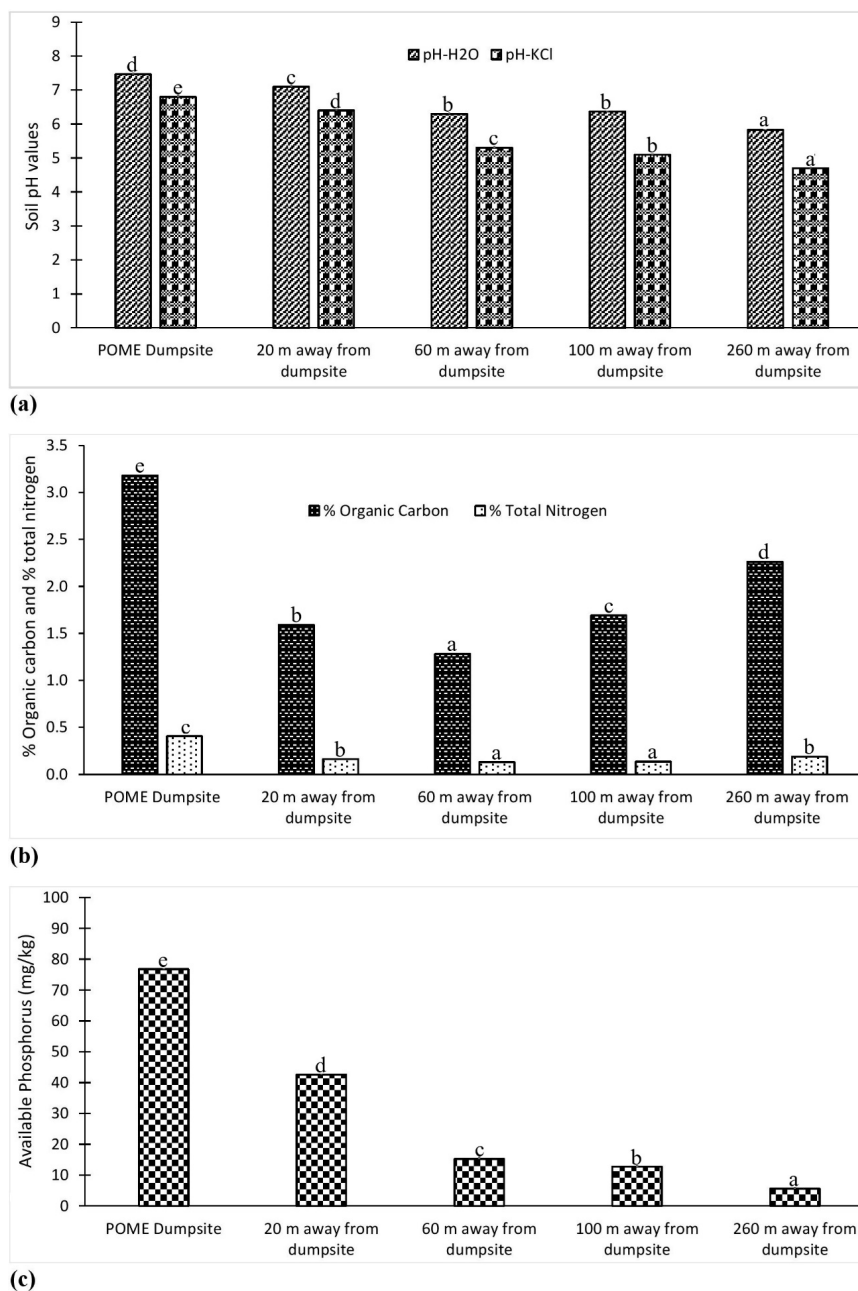 9
8
7
6
5
4
3
2
1
0
Soil pH values
pH-H2O pH-KCl
d e c d b c b b a a
POME Dumpsite 20 m away from dumpsite 60 m away from dumpsite 100 m away from dumpsite 260 m away from dumpsite
(a)
3.5
3.0
2.5
2.0
1.5
1.0
0.5
0.0
% Organic carbon and % total nitrogen
% Organic Carbon % Total Nitrogen
e c b b a a c a d b
POME Dumpsite 20 m away from dumpsite 60 m away from dumpsite 100 m away from dumpsite 260 m away from dumpsite
(b)
100
90
80
70
60
50
40
30
20
10
0
Available Phosphorus (mg/kg)
e d c b a
POME Dumpsite 20 m away from dumpsite 60 m away from dumpsite 100 m away from dumpsite 260 m away from dumpsite
(c)